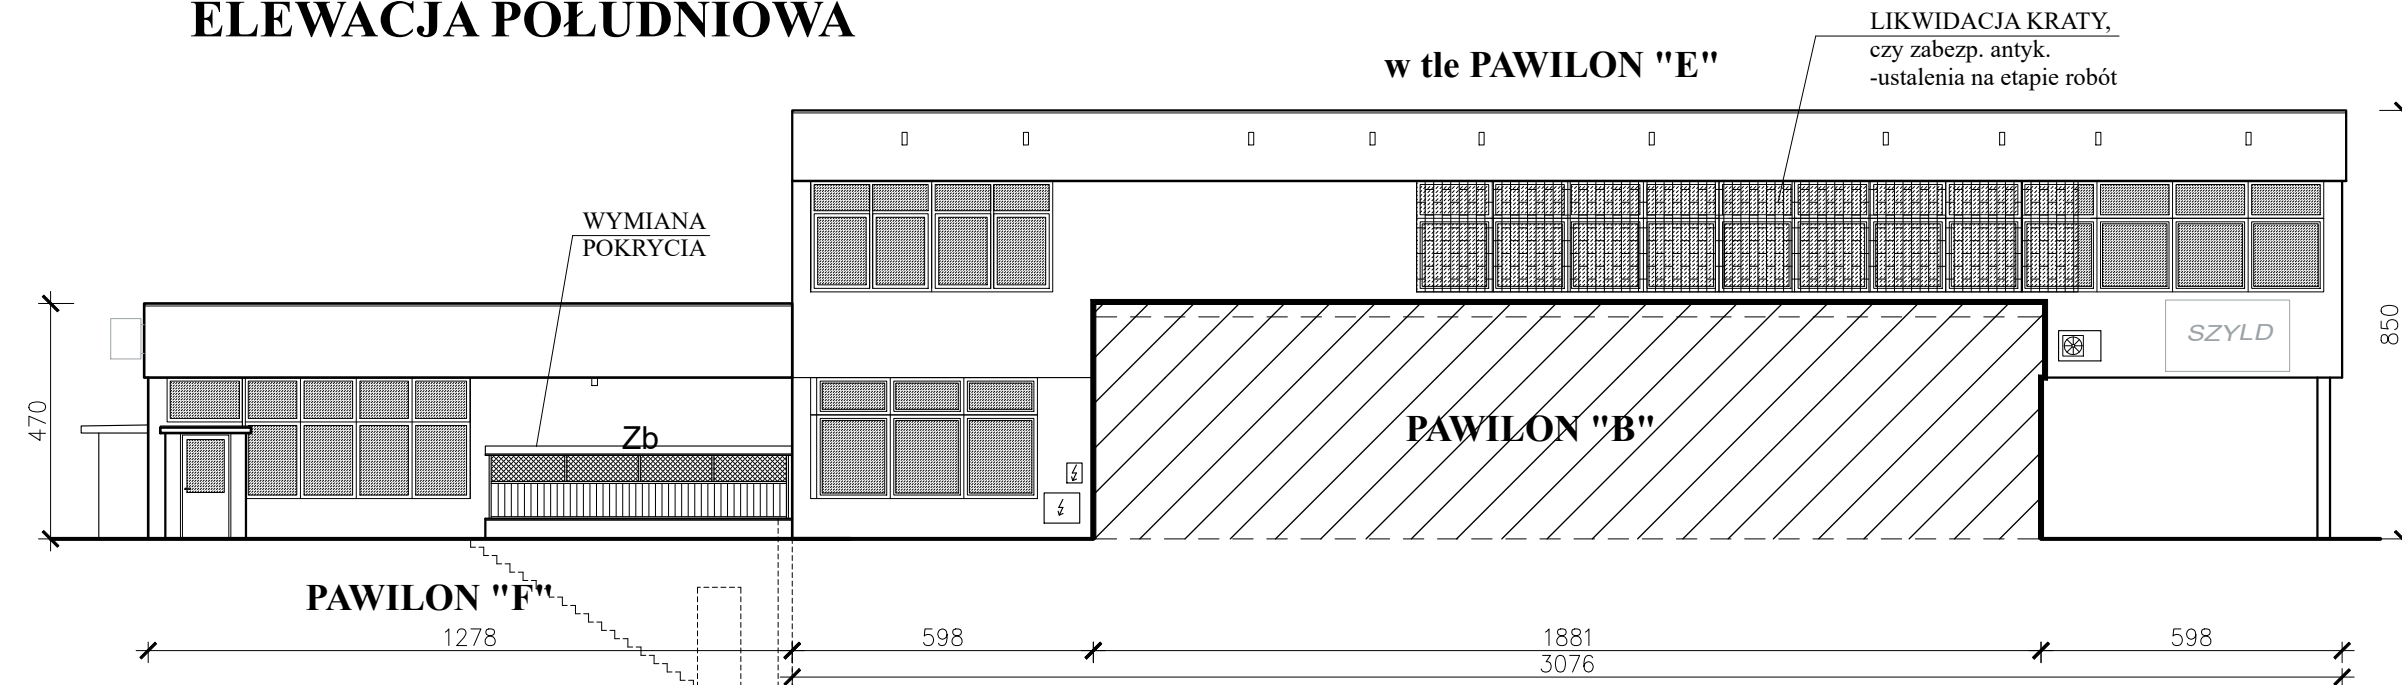 ELEWACJA POŁUDNIOWA
LIKWIDACJA KRATY,
czy zabezp. antyk.
-ustalenia na etapie robót
w tle PAWILON "E"
WYMIANA
POKRYCIA
SZYLD
850
470
Zb
PAWILON "B"
PAWILON "F"
1278
598
1881
598
3076